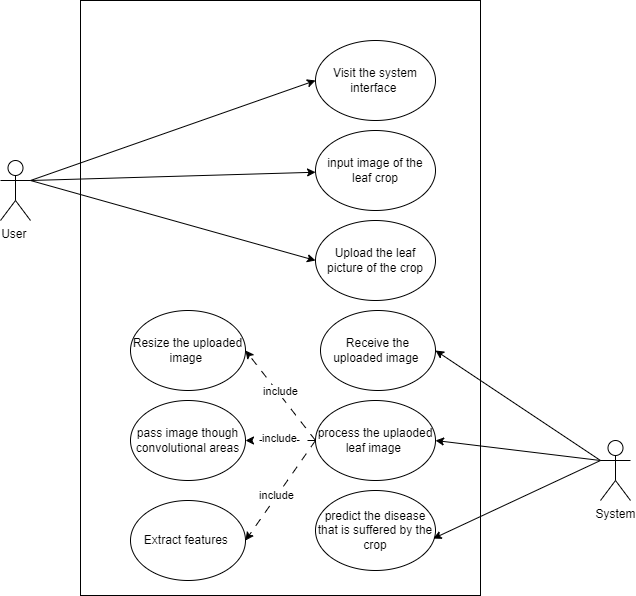 Visit the system
interface
input image of the
leaf crop
User
Upload the leaf
picture of the crop
Resize the uploaded
image
Receive the
uploaded image
include
pass image though
convolutional areas
-include-
process the uplaoded
leaf image
include
System
Extract features
predict the disease
that is suffered by the
crop